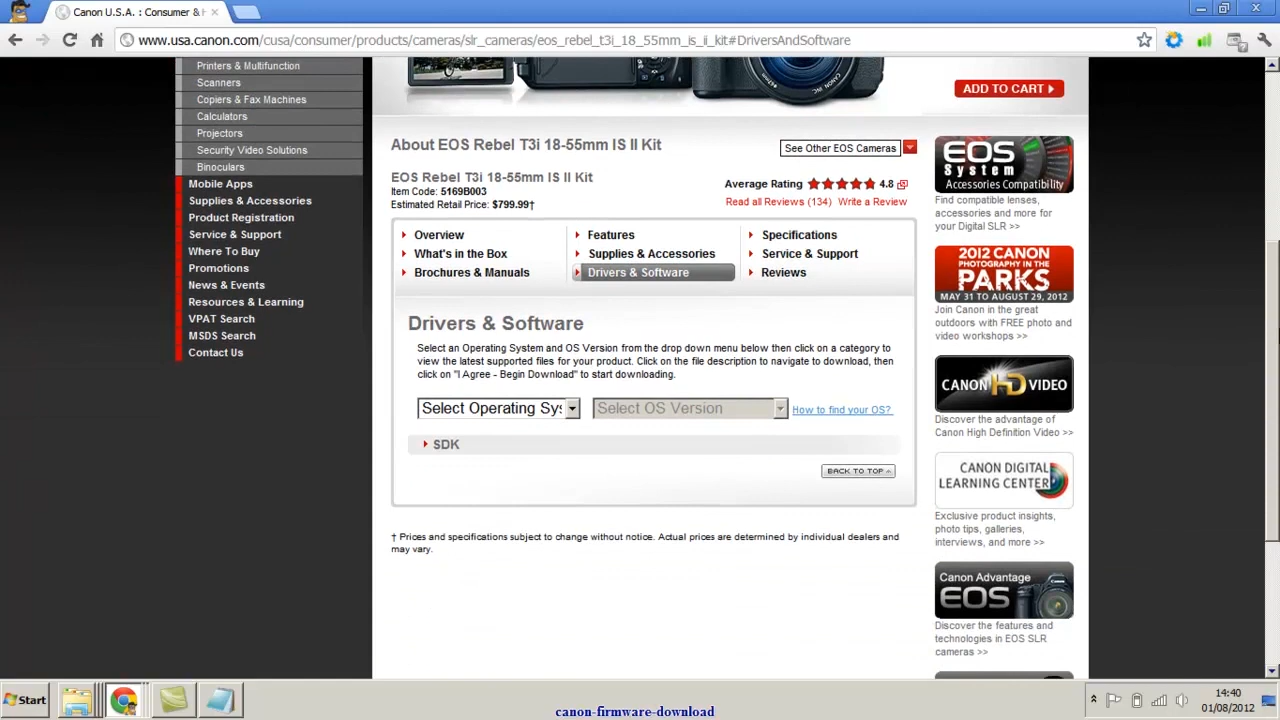 Canon U.S.A. : Consumer & H
www.usa.canon.com/cusa/consumer/products/cameras/slr_cameras/eos_rebel_t3i_18_55mm_is_ii_kit#DriversAndSoftware
Printers & Multifunction
Scanners
Copiers & Fax Machines
Calculators
Projectors
Security Video Solutions
Binoculars
Mobile Apps
Supplies & Accessories
Product Registration
Service & Support
Where To Buy
Promotions
News & Events
Resources & Learning
VPAT Search
MSDS Search
Contact Us
ADD TO CART
About EOS Rebel T3i 18-55mm IS II Kit
See Other EOS Cameras
EOS Rebel T3i 18-55mm IS II Kit
Item Code: 5169B003
Estimated Retail Price: $799.99†
Average Rating 4.8
Read all Reviews (134) Write a Review
Overview
Features
Specifications
What's in the Box
Supplies & Accessories
Service & Support
Brochures & Manuals
Drivers & Software
Reviews
Drivers & Software
Select an Operating System and OS Version from the drop down menu below then click on a category to
view the latest supported files for your product. Click on the file description to navigate to download, then
click on "I Agree - Begin Download" to start downloading.
Select Operating Sys
Select OS Version
How to find your OS?
SDK
BACK TO TOP
† Prices and specifications subject to change without notice. Actual prices are determined by individual dealers and
may vary.
EOS
System
Accessories Compatibility
Find compatible lenses,
accessories and more for
your Digital SLR >>
2012 CANON
PHOTOGRAPHY IN THE
PARKS
MAY 31 TO AUGUST 29, 2012
Join Canon in the great
outdoors with FREE photo and
video workshops >>
CANON HD VIDEO
Discover the advantage of
Canon High Definition Video >>
CANON DIGITAL
LEARNING CENTER
Exclusive product insights,
photo tips, galleries,
interviews, and more >>
Canon Advantage
EOS
Discover the features and
technologies in EOS SLR
cameras >>
Start
14:40
01/08/2012
canon-firmware-download